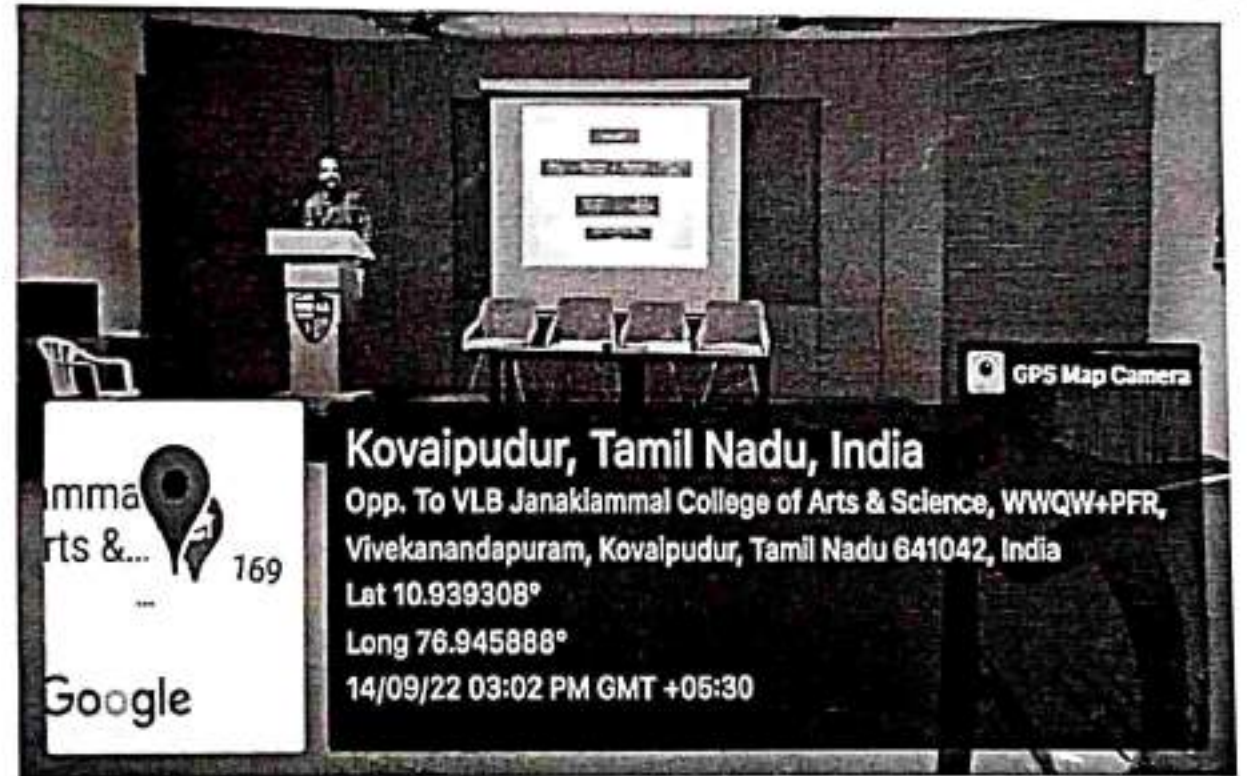 GPS Map Camera
Kovaipudur, Tamil Nadu, India
Opp. To VLB Janakiammal College of Arts & Science, WWQW+PFR,
Vivekanandapuram, Kovaipudur, Tamil Nadu 641042, India
Lat 10.939308°
Long 76.945888°
14/09/22 03:02 PM GMT +05:30
mma
rts &...
169
Google